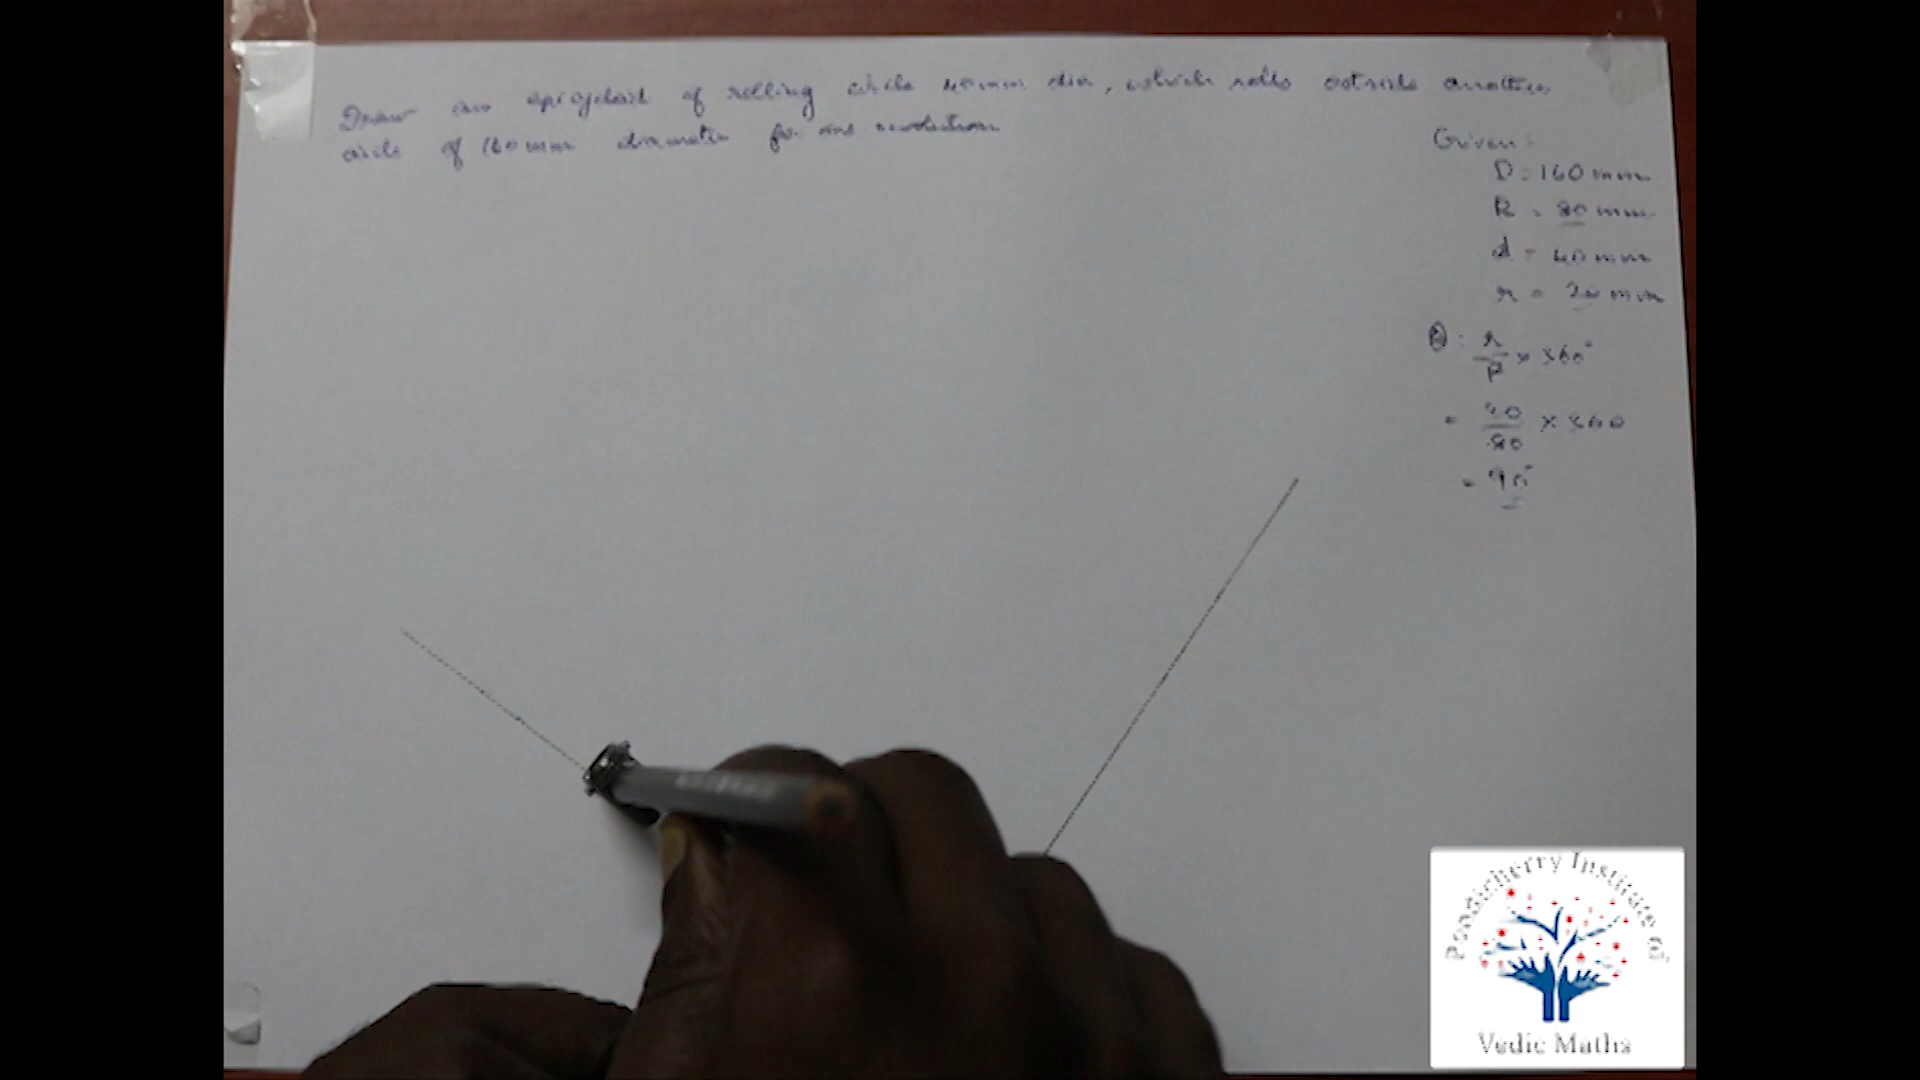 Draw an epicycloid of rolling circle 40mm dia, which rolls outside another
circle of 160mm diameter for one revolution
Given:
D = 160 mm
R = 80 mm
d = 40 mm
r = 20 mm
θ = r/R × 360°
= 20/80 × 360
= 90°
Pondicherry Institute of
Vedic Maths